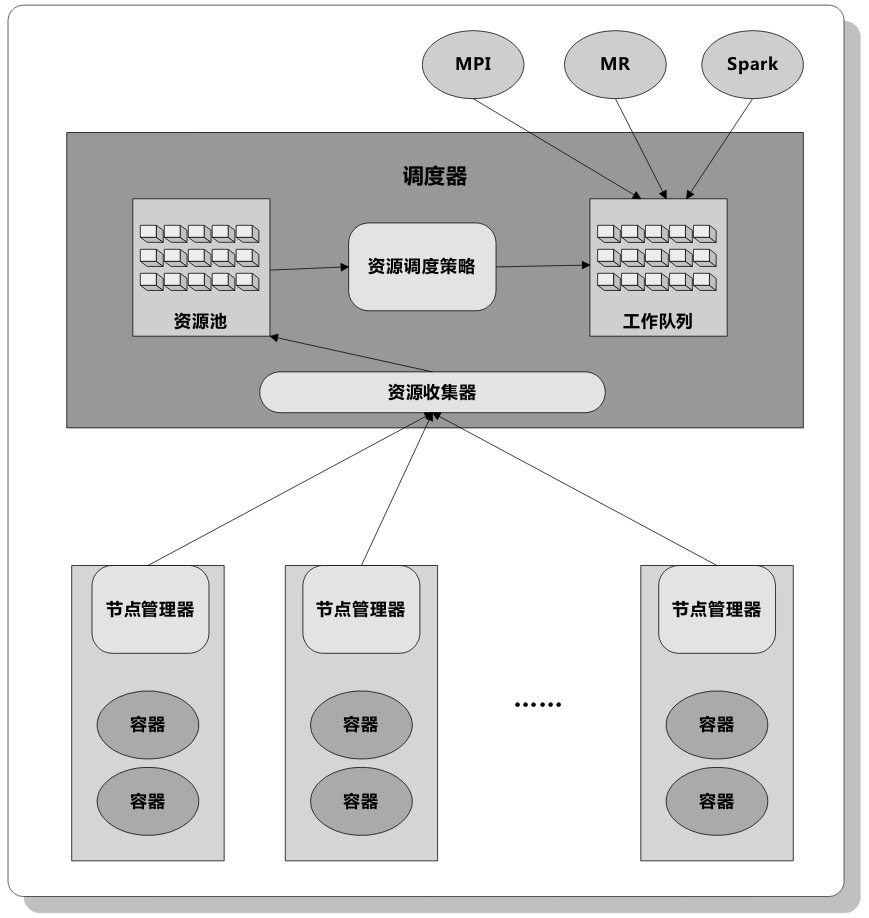 MPI
MR
Spark
调度器
资源调度策略
资源池
工作队列
资源收集器
节点管理器
节点管理器
节点管理器
……
容器
容器
容器
容器
容器
容器